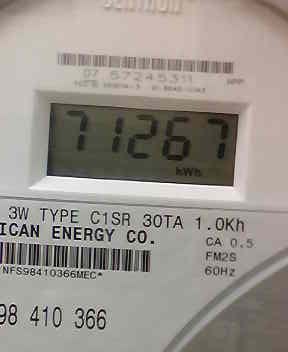 07 57245311
71267
kWh
3W TYPE C1SR 30TA 1.0Kh
ICAN ENERGY CO.
CA 0.5
FM2S
60Hz
NFS98410366MEC*
98 410 366